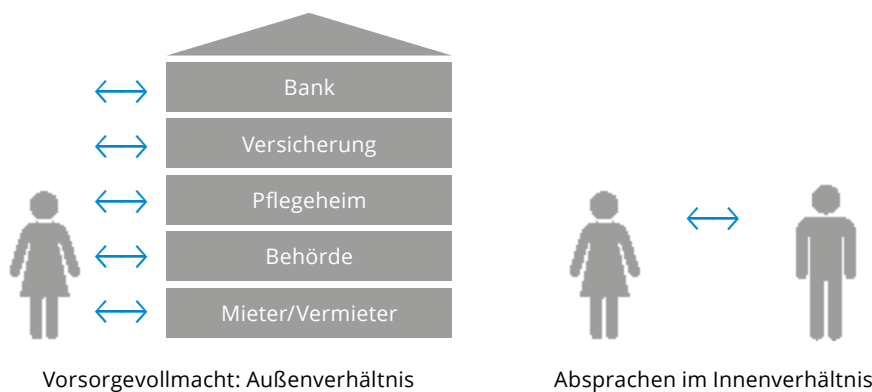 Bank
Versicherung
Pflegeheim
Behörde
Mieter/Vermieter
Vorsorgevollmacht: Außenverhältnis
Absprachen im Innenverhältnis